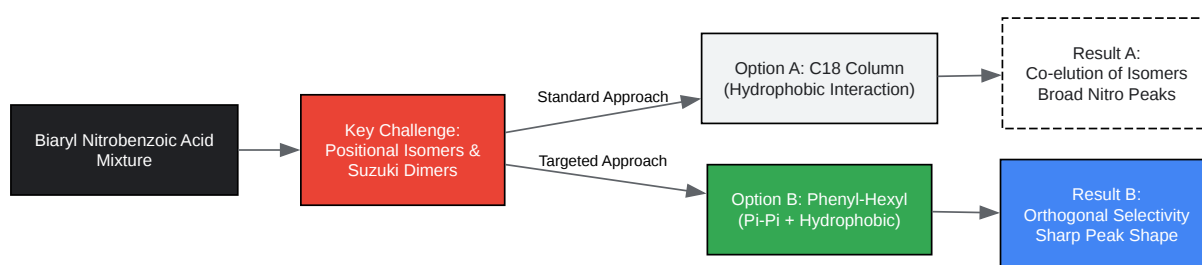 Biaryl Nitrobenzoic Acid
Mixture
Key Challenge:
Positional Isomers &
Suzuki Dimers
Standard Approach
Targeted Approach
Option A: C18 Column
(Hydrophobic Interaction)
Option B: Phenyl-Hexyl
(Pi-Pi + Hydrophobic)
Result A:
Co-elution of Isomers
Broad Nitro Peaks
Result B:
Orthogonal Selectivity
Sharp Peak Shape